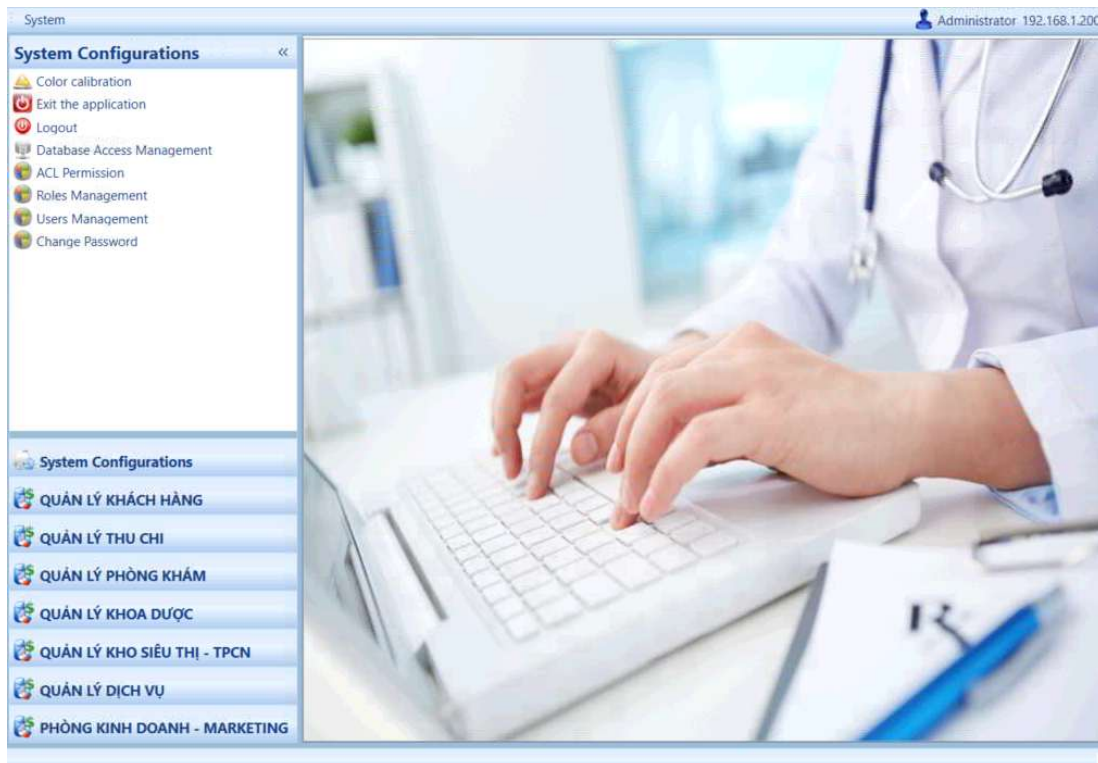 System
Administrator 192.168.1.200
System Configurations «
Color calibration
Exit the application
Logout
Database Access Management
ACL Permission
Roles Management
Users Management
Change Password
System Configurations
QUẢN LÝ KHÁCH HÀNG
QUẢN LÝ THU CHI
QUẢN LÝ PHÒNG KHÁM
QUẢN LÝ KHOA DƯỢC
QUẢN LÝ KHO SIÊU THỊ - TPCN
QUẢN LÝ DỊCH VỤ
PHÒNG KINH DOANH - MARKETING